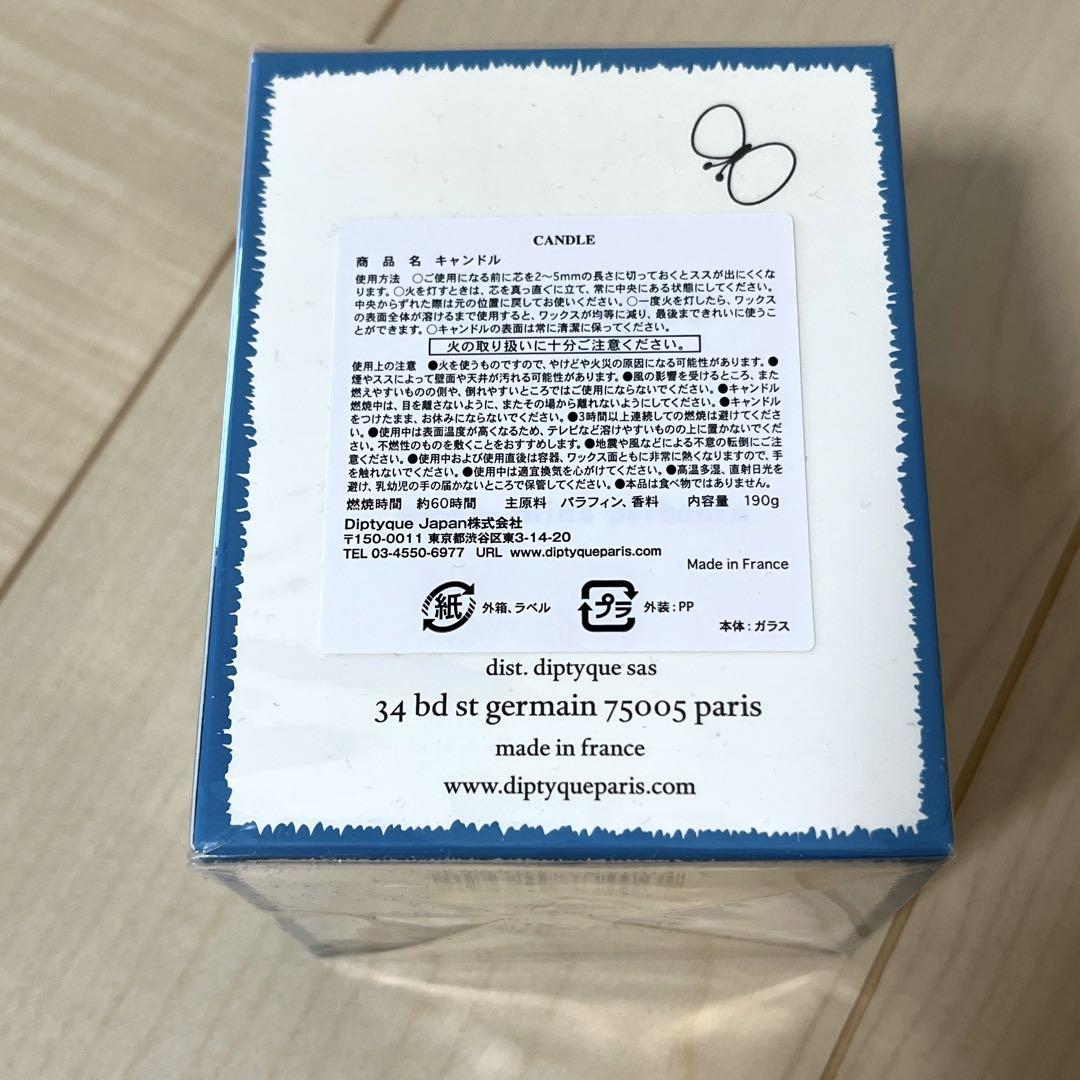 CANDLE
商品名 キャンドル
使用方法 ○ご使用になる前に芯を2～5mmの長さに切っておくとススが出にくくな
ります。○火を灯すときは、芯を真っ直ぐに立て、常に中央にある状態にしてください。
中央からずれた際は元の位置に戻してお使いください。○一度火を灯したら、ワックス
の表面全体が溶けるまで使用すると、ワックスが均等に減り、最後まできれいに使うこ
とができます。○キャンドルの表面は常に清潔に保ってください。
火の取り扱いに十分ご注意ください。
使用上の注意 ●火を使うものですので、やけどや火災の原因になる可能性があります。●
煙やススによって壁面や天井が汚れる可能性があります。●風の影響を受けるところ、また
燃えやすいものの側や、倒れやすいところではご使用にならないでください。●キャンドル
燃焼中は、目を離さないように、またその場から離れないようにしてください。●キャンドル
をつけたまま、お休みにならないでください。●3時間以上連続しての燃焼は避けてくださ
い。●使用中は表面温度が高くなるため、テレビなど溶けやすいものの上に置かないでくだ
さい。不燃性のものを敷くことをおすすめします。●地震や風などによる不意の転倒にご注
意ください。●使用中および使用直後は容器、ワックス面ともに非常に熱くなりますので、手
を触れないでください。●使用中は適宜換気を心がけてください。●高温多湿、直射日光を
避け、乳幼児の手の届かないところで保管してください。●本品は食べ物ではありません。
燃焼時間 約60時間 主原料 パラフィン、香料 内容量 190g
Diptyque Japan株式会社
〒150-0011 東京都渋谷区東3-14-20
TEL 03-4550-6977 URL www.diptyqueparis.com
Made in France
紙 外箱、ラベル プラ 外装：PP
本体：ガラス
dist. diptyque sas
34 bd st germain 75005 paris
made in france
www.diptyqueparis.com